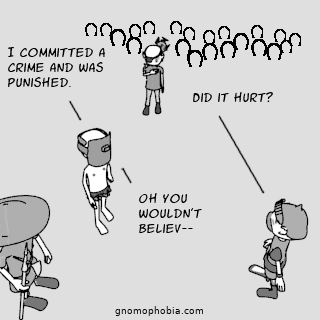 I COMMITTED A
CRIME AND WAS
PUNISHED.
DID IT HURT?
OH YOU
WOULDN'T
BELIEV--
gnomophobia.com